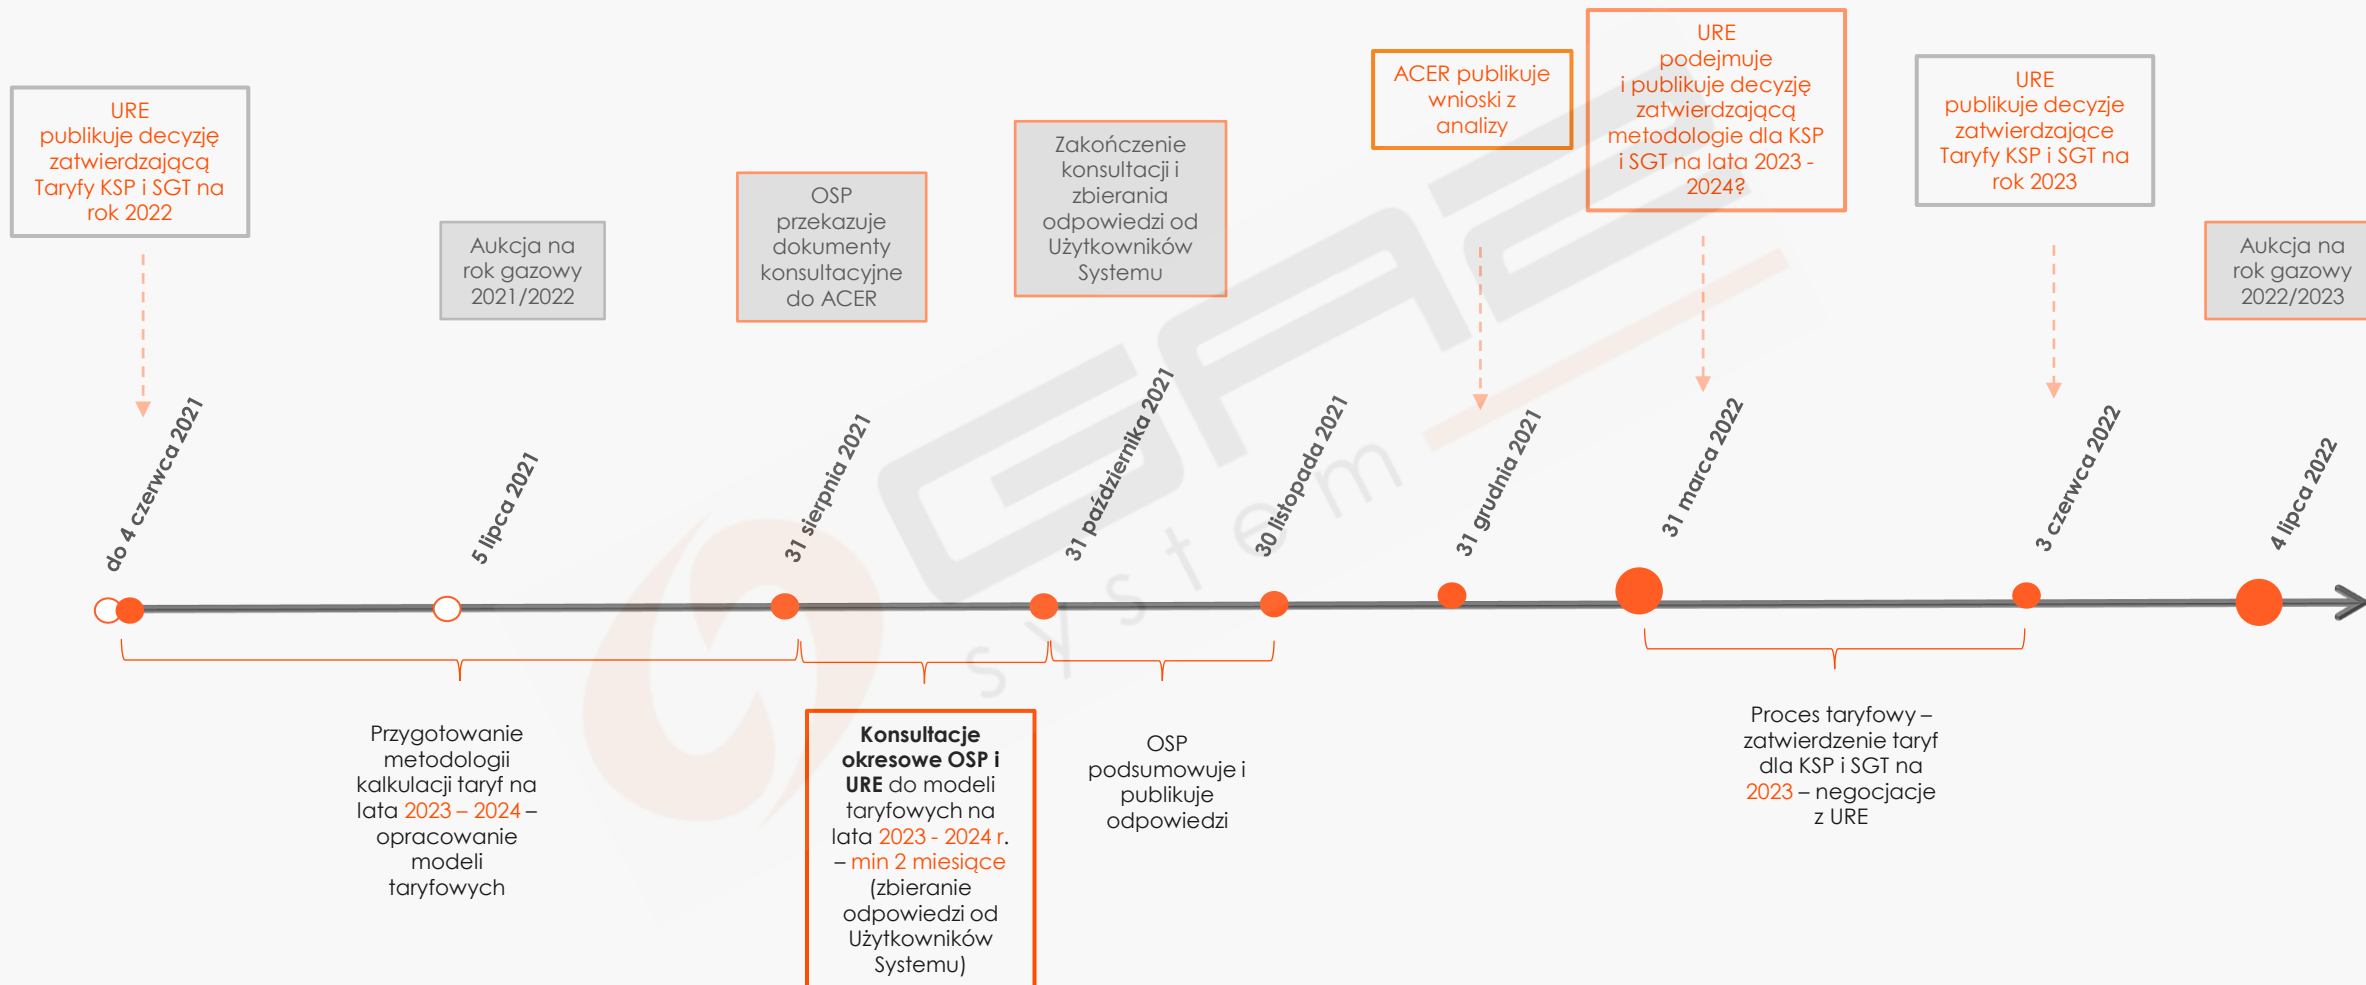 URE
publikuje decyzję
zatwierdzającą
Taryfy KSP i SGT na
rok 2022
Aukcja na
rok gazowy
2021/2022
OSP
przekazuje
dokumenty
konsultacyjne
do ACER
Zakończenie
konsultacji i
zbierania
odpowiedzi od
Użytkowników
Systemu
ACER publikuje
wnioski z
analizy
URE
podejmuje
i publikuje decyzję
zatwierdzającą
metodologie dla KSP
i SGT na lata 2023 -
2024?
URE
publikuje decyzje
zatwierdzające
Taryfy KSP i SGT na
rok 2023
Aukcja na
rok gazowy
2022/2023
do 4 czerwca 2021
5 lipca 2021
31 sierpnia 2021
31 października 2021
30 listopada 2021
31 grudnia 2021
31 marca 2022
3 czerwca 2022
4 lipca 2022
GAZ
system
Przygotowanie
metodologii
kalkulacji taryf na
lata 2023 – 2024 –
opracowanie
modeli
taryfowych
Konsultacje
okresowe OSP i
URE do modeli
taryfowych na
lata 2023 - 2024 r.
– min 2 miesiące
(zbieranie
odpowiedzi od
Użytkowników
Systemu)
OSP
podsumowuje i
publikuje
odpowiedzi
Proces taryfowy –
zatwierdzenie taryf
dla KSP i SGT na
2023 – negocjacje
z URE